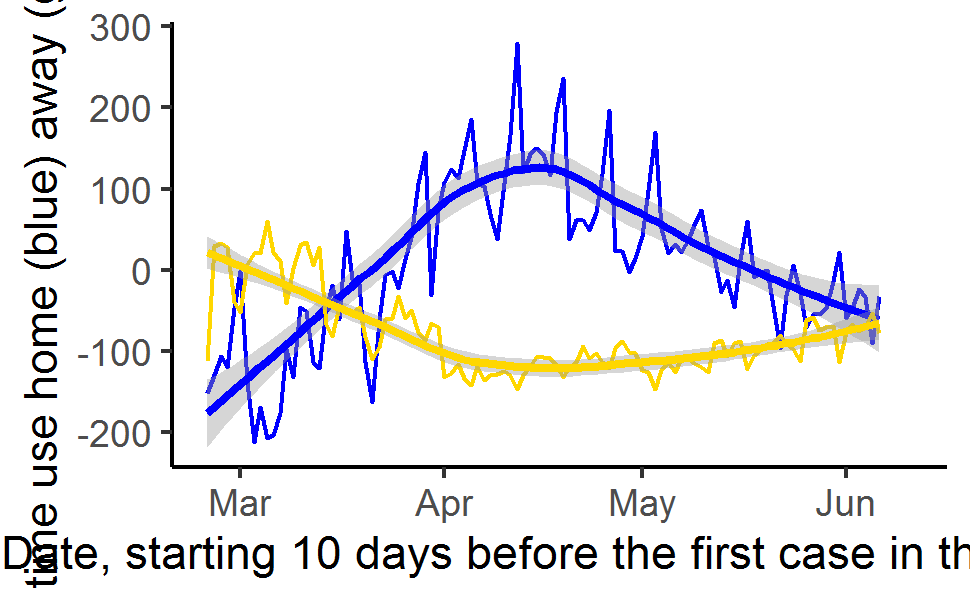 time use home (blue) away (
300
200
100
0
-100
-200
Mar Apr May Jun
Date, starting 10 days before the first case in th